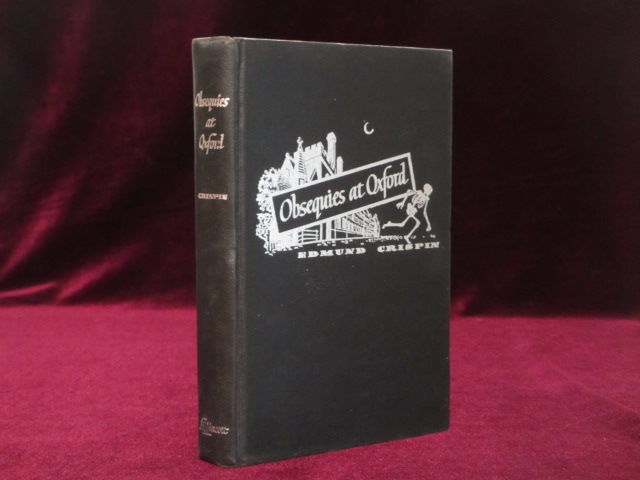 Obsequies
at
Oxford
CRISPIN
Lippincott
Obsequies at Oxford
EDMUND CRISPIN